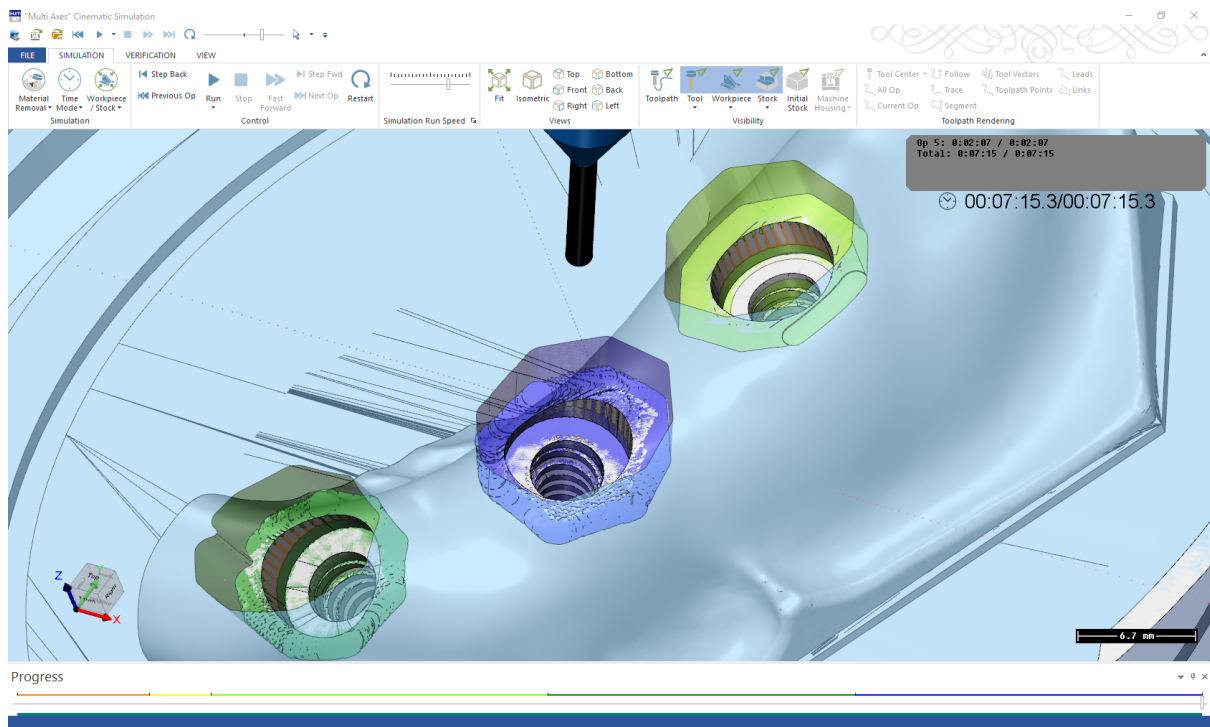 "Multi Axes" Cinematic Simulation
FILE SIMULATION VERIFICATION VIEW
Material Removal
Time Mode
Workpiece / Stock
Simulation
Step Back
Previous Op
Run
Stop
Fast Forward
Step Fwd
Next Op
Restart
Control
Simulation Run Speed
Fit
Isometric
Top Bottom
Front Back
Right Left
Views
Toolpath
Tool
Workpiece
Stock
Initial Stock
Machine Housing
Visibility
Tool Center Follow Tool Vectors Leads
All Op Trace Toolpath Points Links
Current Op Segment
Toolpath Rendering
Op 5: 0:02:07 / 0:02:07
Total: 0:07:15 / 0:07:15
00:07:15.3/00:07:15.3
Z
Top
Right
X
6.7 mm
Progress